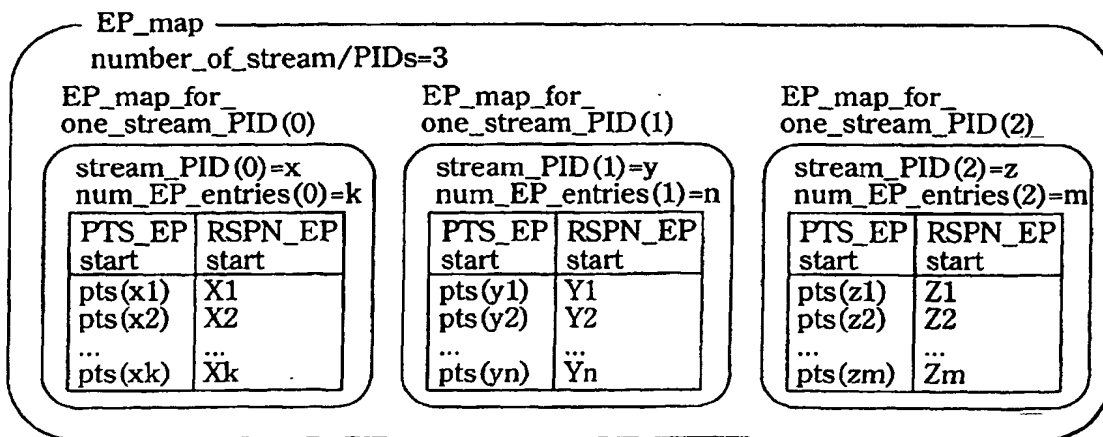 EP_map
number_of_stream/PIDs=3
EP_map_for_
one_stream_PID(0)
stream_PID(0)=x
num_EP_entries(0)=k
PTS_EP RSPN_EP
start start
pts(x1) X1
pts(x2) X2
... ...
pts(xk) Xk
EP_map_for_
one_stream_PID(1)
stream_PID(1)=y
num_EP_entries(1)=n
PTS_EP RSPN_EP
start start
pts(y1) Y1
pts(y2) Y2
... ...
pts(yn) Yn
EP_map_for_
one_stream_PID(2)
stream_PID(2)=z
num_EP_entries(2)=m
PTS_EP RSPN_EP
start start
pts(z1) Z1
pts(z2) Z2
... ...
pts(zm) Zm